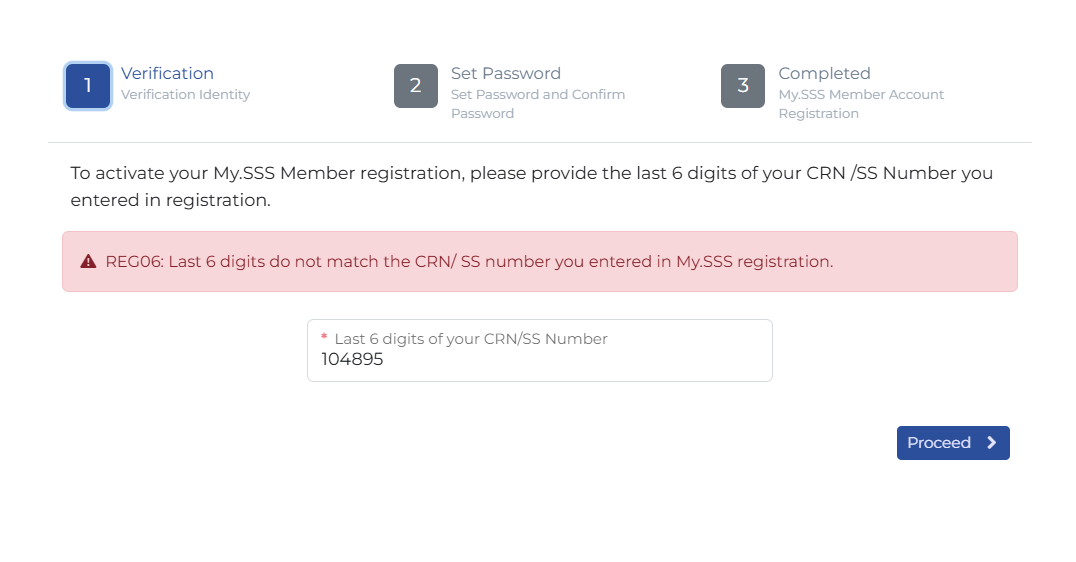 1
Verification
Verification Identity
2
Set Password
Set Password and Confirm
Password
3
Completed
My.SSS Member Account
Registration
To activate your My.SSS Member registration, please provide the last 6 digits of your CRN /SS Number you
entered in registration.
REG06: Last 6 digits do not match the CRN/ SS number you entered in My.SSS registration.
* Last 6 digits of your CRN/SS Number
104895
Proceed